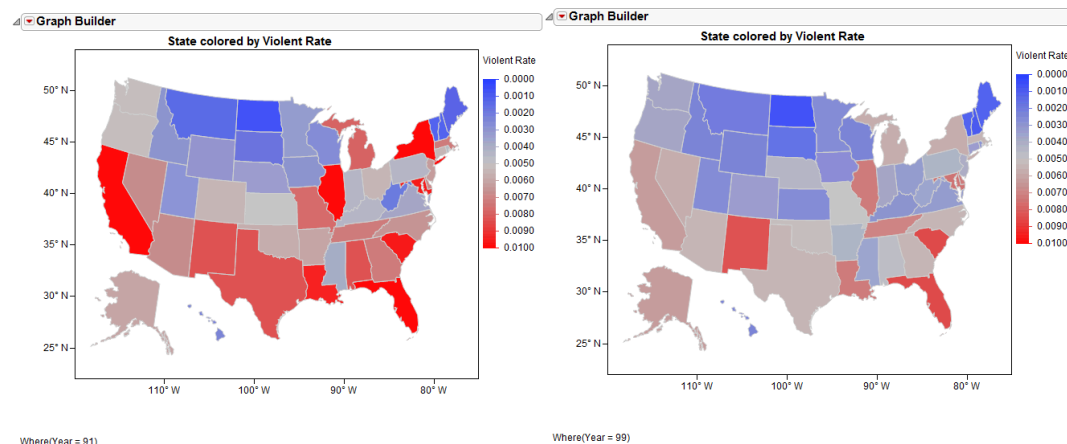 Graph Builder
State colored by Violent Rate
Violent Rate
0.0000
0.0010
0.0020
0.0030
0.0040
0.0050
0.0060
0.0070
0.0080
0.0090
0.0100
50° N
45° N
40° N
35° N
30° N
25° N
110° W
100° W
90° W
80° W
Where(Year = 91)
Graph Builder
State colored by Violent Rate
Violent Rate
0.0000
0.0010
0.0020
0.0030
0.0040
0.0050
0.0060
0.0070
0.0080
0.0090
0.0100
50° N
45° N
40° N
35° N
30° N
25° N
110° W
100° W
90° W
80° W
Where(Year = 99)